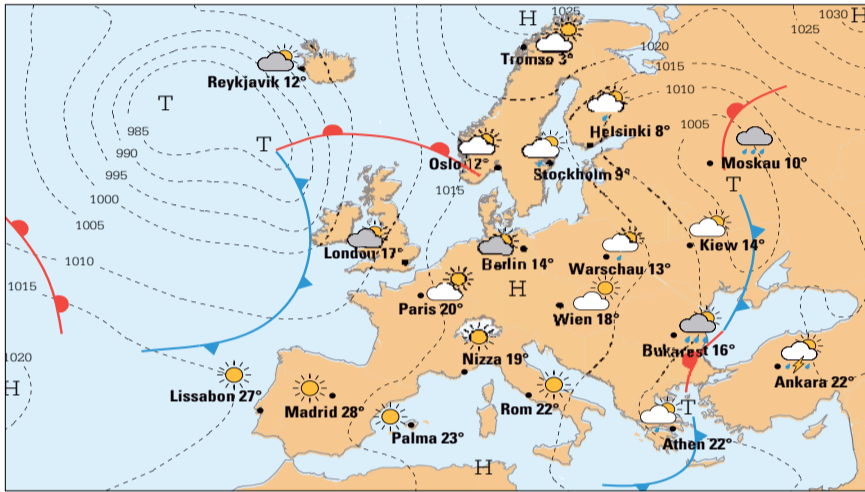 H
1025
1030
H
1025
1020
1015
1010
1005
Tromsø 3°
Reykjavik 12°
T
985
990
995
1000
1005
1010
1015
1020
H
T
Helsinki 8°
Oslo 12°
Stockholm 9°
1015
Moskau 10°
T
London 17°
Berlin 14°
Warschau 13°
Kiew 14°
H
Paris 20°
Wien 18°
Nizza 19°
Bukarest 16°
Lissabon 27°
Madrid 28°
Rom 22°
Ankara 22°
T
Palma 23°
Athen 22°
H